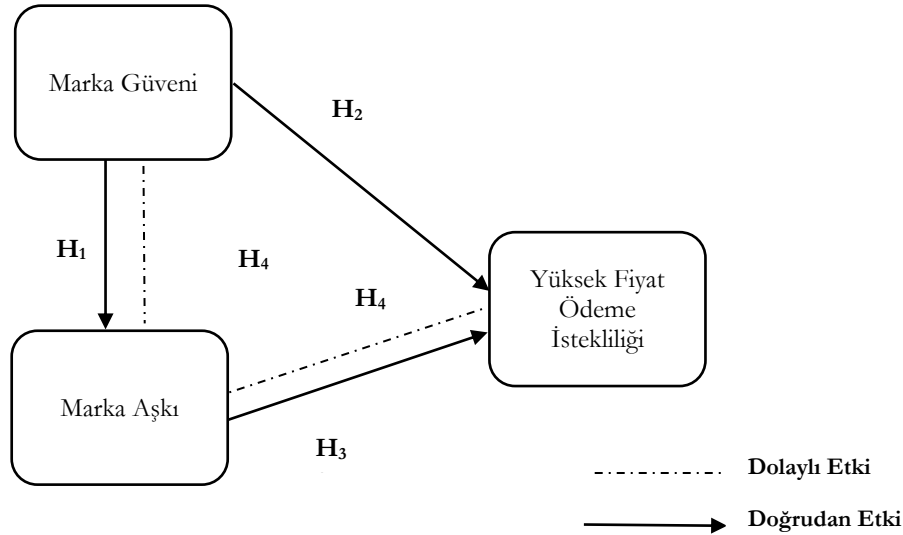 Marka Güveni
H₂
H₁
H₄
H₄
Yüksek Fiyat
Ödeme
İstekliliği
Marka Aşkı
H₃
Dolaylı Etki
Doğrudan Etki